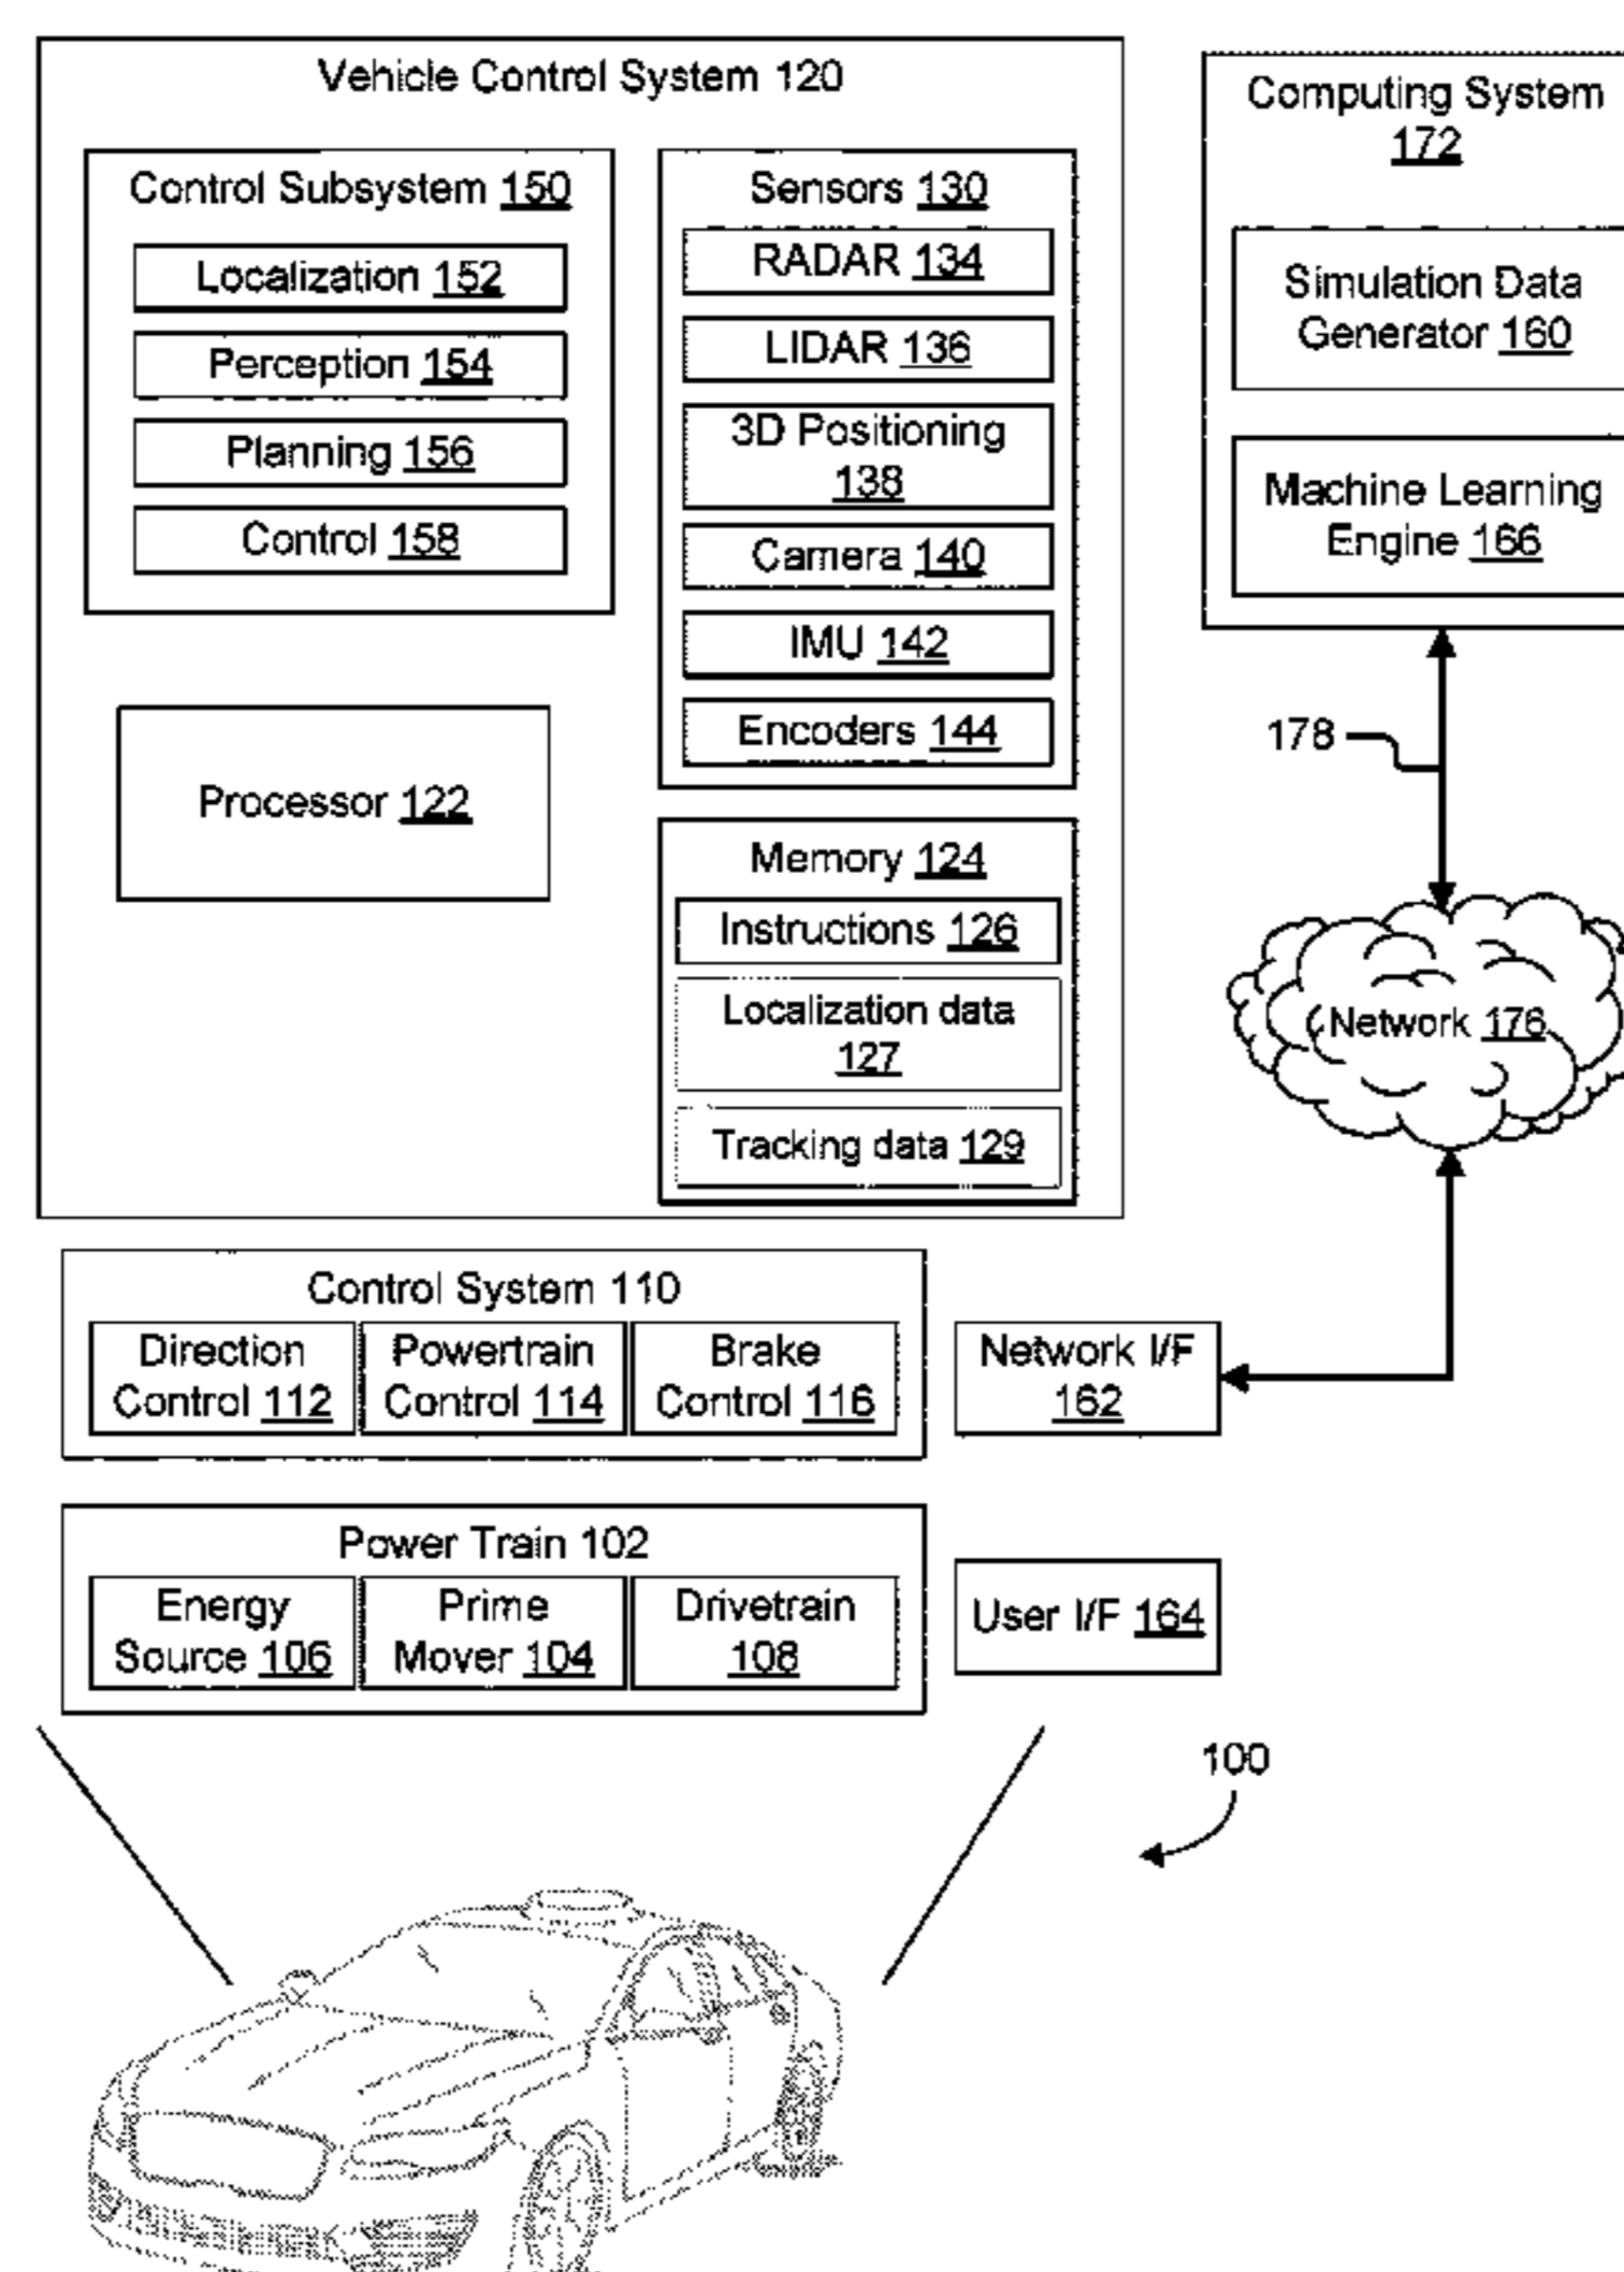 Vehicle Control System 120
Control Subsystem 150
Localization 152
Perception 154
Planning 156
Control 158
Processor 122
Sensors 130
RADAR 134
LIDAR 136
3D Positioning
138
Camera 140
IMU 142
Encoders 144
Memory 124
Instructions 126
Localization data
127
Tracking data 129
Computing System
172
Simulation Data
Generator 160
Machine Learning
Engine 166
178
Network 176
Control System 110
Direction
Control 112
Powertrain
Control 114
Brake
Control 116
Network I/F
162
Power Train 102
Energy
Source 106
Prime
Mover 104
Drivetrain
108
User I/F 164
100